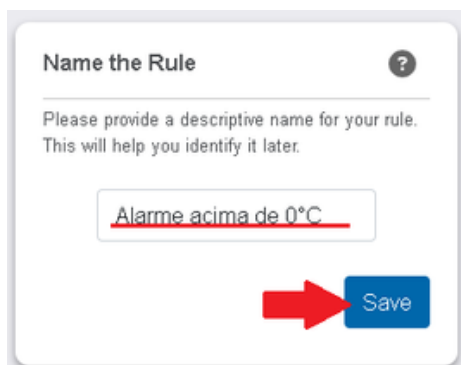 Name the Rule ?
Please provide a descriptive name for your rule.
This will help you identify it later.
Alarme acima de 0°C
Save